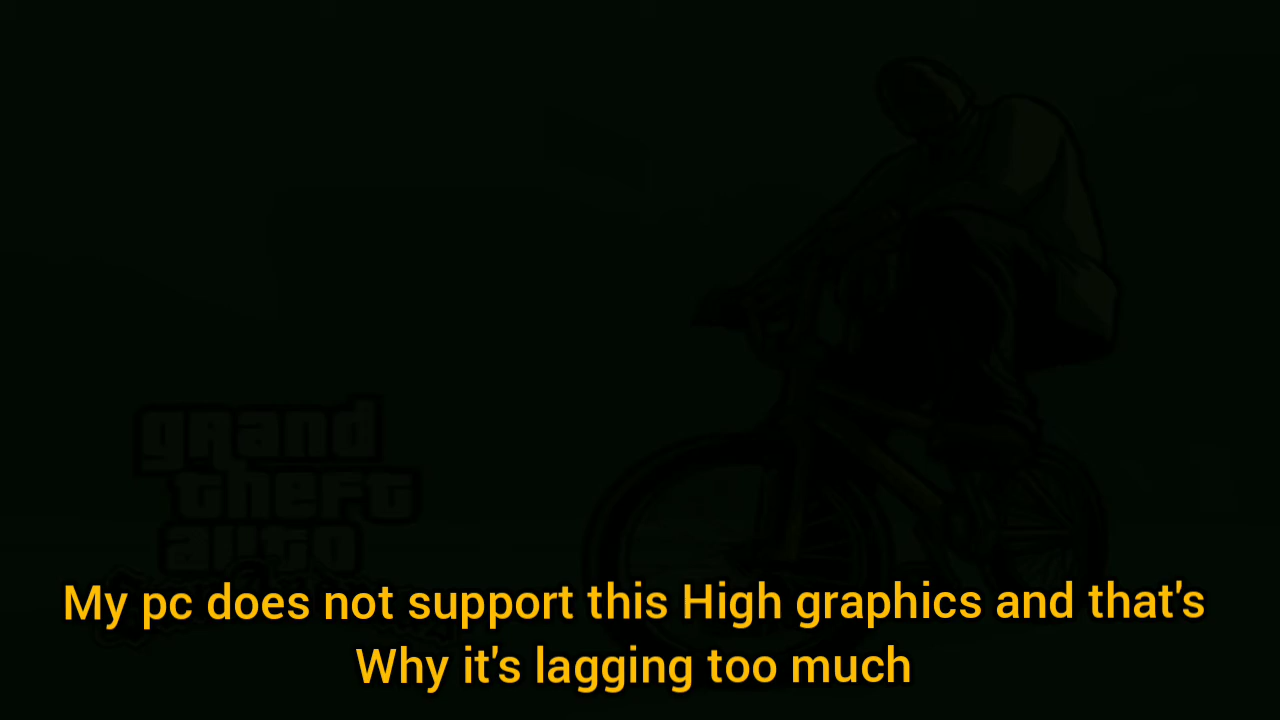 grand
theft
auto
My pc does not support this High graphics and that's
Why it's lagging too much